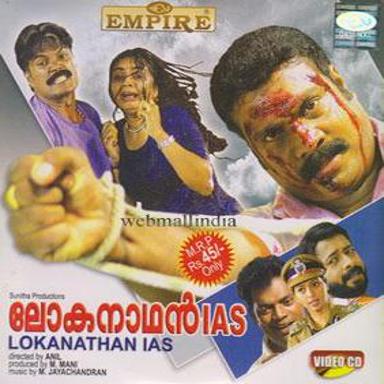 EMPIRE
webmallindia
M.R.P
Rs.45/-
Only
Sunitha Productions
ലോകനാഥൻ IAS
LOKANATHAN IAS
directed by ANIL
produced by M. MANI
music by M. JAYACHANDRAN
VIDEO CD